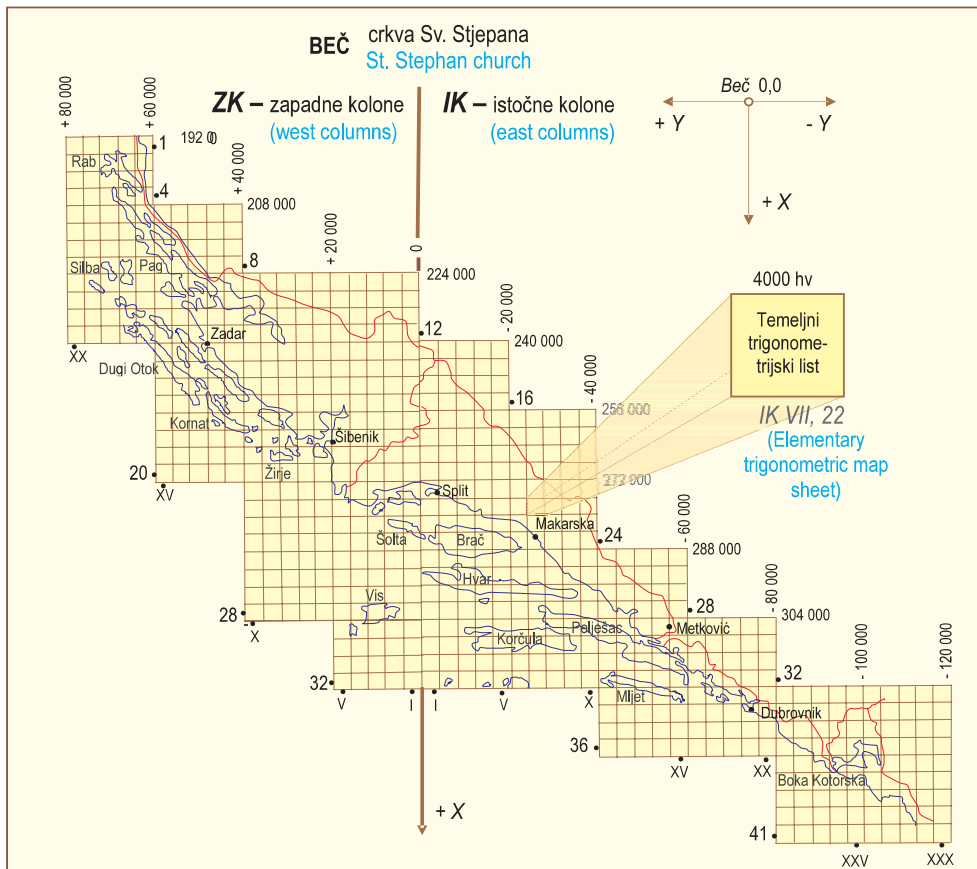 BEČ
crkva Sv. Stjepana
St. Stephan church
ZK – zapadne kolone
(west columns)
IK – istočne kolone
(east columns)
Beč 0,0
+ Y
- Y
+ X
+ 80 000
+ 60 000
+ 40 000
+ 20 000
0
- 20 000
- 40 000
- 60 000
- 80 000
- 100 000
- 120 000
192 0
208 000
224 000
240 000
256 000
272 000
288 000
304 000
1
4
8
12
16
24
28
32
20
28
32
36
41
Rab
Silba
Pag
Zadar
Dugi Otok
Kornat
Žirje
Šibenik
Split
Makarska
Šolta
Brač
Hvar
Vis
Korčula
Pelješac
Metković
Mljet
Dubrovnik
Boka Kotorska
XX
XV
X
V
I
I
V
X
XV
XX
XXV
XXX
4000 hv
Temeljni
trigonome-
trijski list
IK VII, 22
(Elementary
trigonometric map
sheet)
+ X